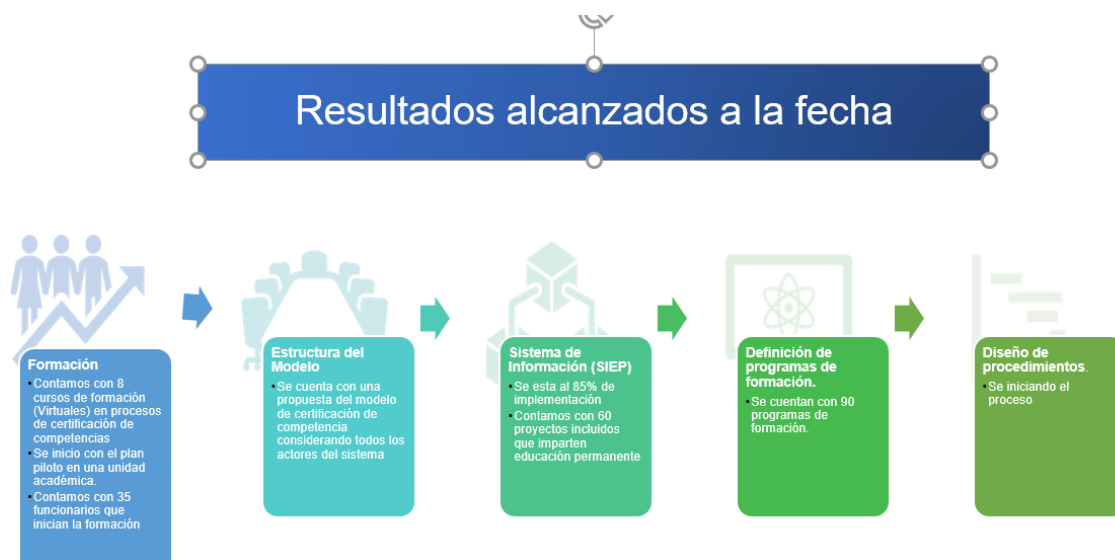 Resultados alcanzados a la fecha
Formación
•Contamos con 8
cursos de formación
(Virtuales) en procesos
de certificación de
competencias
•Se inicio con el plan
piloto en una unidad
académica.
•Contamos con 35
funcionarios que
inician la formación
Estructura del
Modelo
•Se cuenta con una
propuesta del modelo
de certificación de
competencia
considerando todos los
actores del sistema
Sistema de
Información (SIEP)
•Se esta al 85% de
implementación
•Contamos con 60
proyectos incluidos
que imparten
educación permanente
Definición de
programas de
formación.
•Se cuentan con 90
programas de
formación.
Diseño de
procedimientos.
•Se iniciando el
proceso